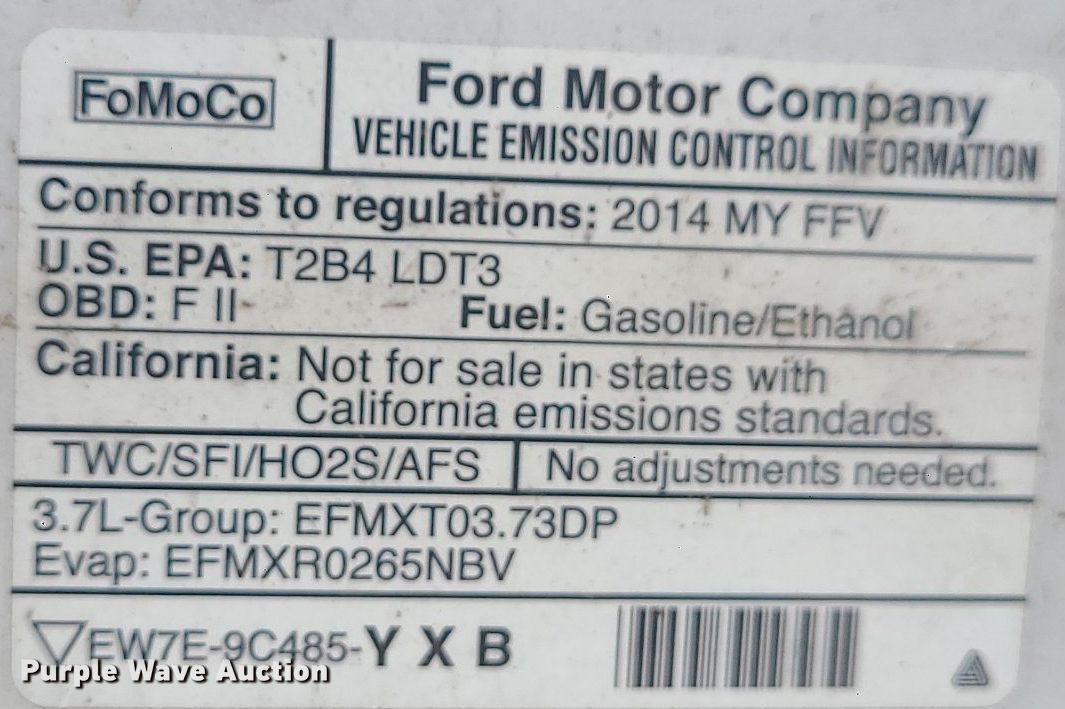 FoMoCo
Ford Motor Company
VEHICLE EMISSION CONTROL INFORMATION
Conforms to regulations: 2014 MY FFV
U.S. EPA: T2B4 LDT3
OBD: F II Fuel: Gasoline/Ethanol
California: Not for sale in states with
California emissions standards.
TWC/SFI/HO2S/AFS No adjustments needed.
3.7L-Group: EFMXT03.73DP
Evap: EFMXR0265NBV
EW7E-9C485-Y X B
Purple Wave Auction